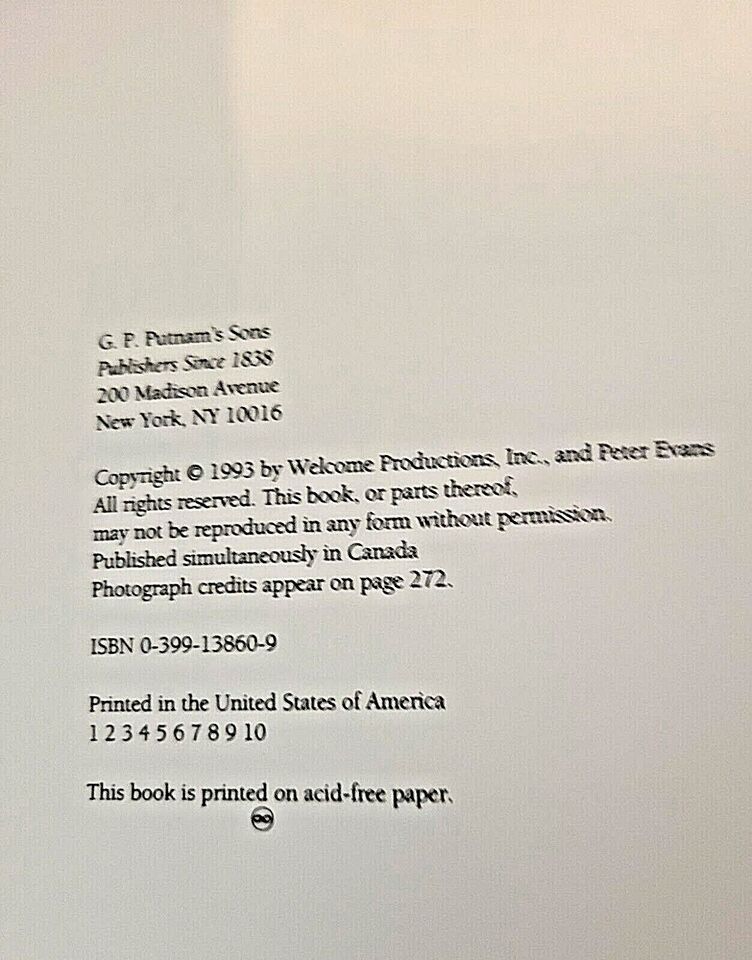 G. P. Putnam's Sons
Publishers Since 1838
200 Madison Avenue
New York, NY 10016
Copyright © 1993 by Welcome Productions, Inc., and Peter Evans
All rights reserved. This book, or parts thereof,
may not be reproduced in any form without permission.
Published simultaneously in Canada
Photograph credits appear on page 272.
ISBN 0-399-13860-9
Printed in the United States of America
1 2 3 4 5 6 7 8 9 10
This book is printed on acid-free paper.